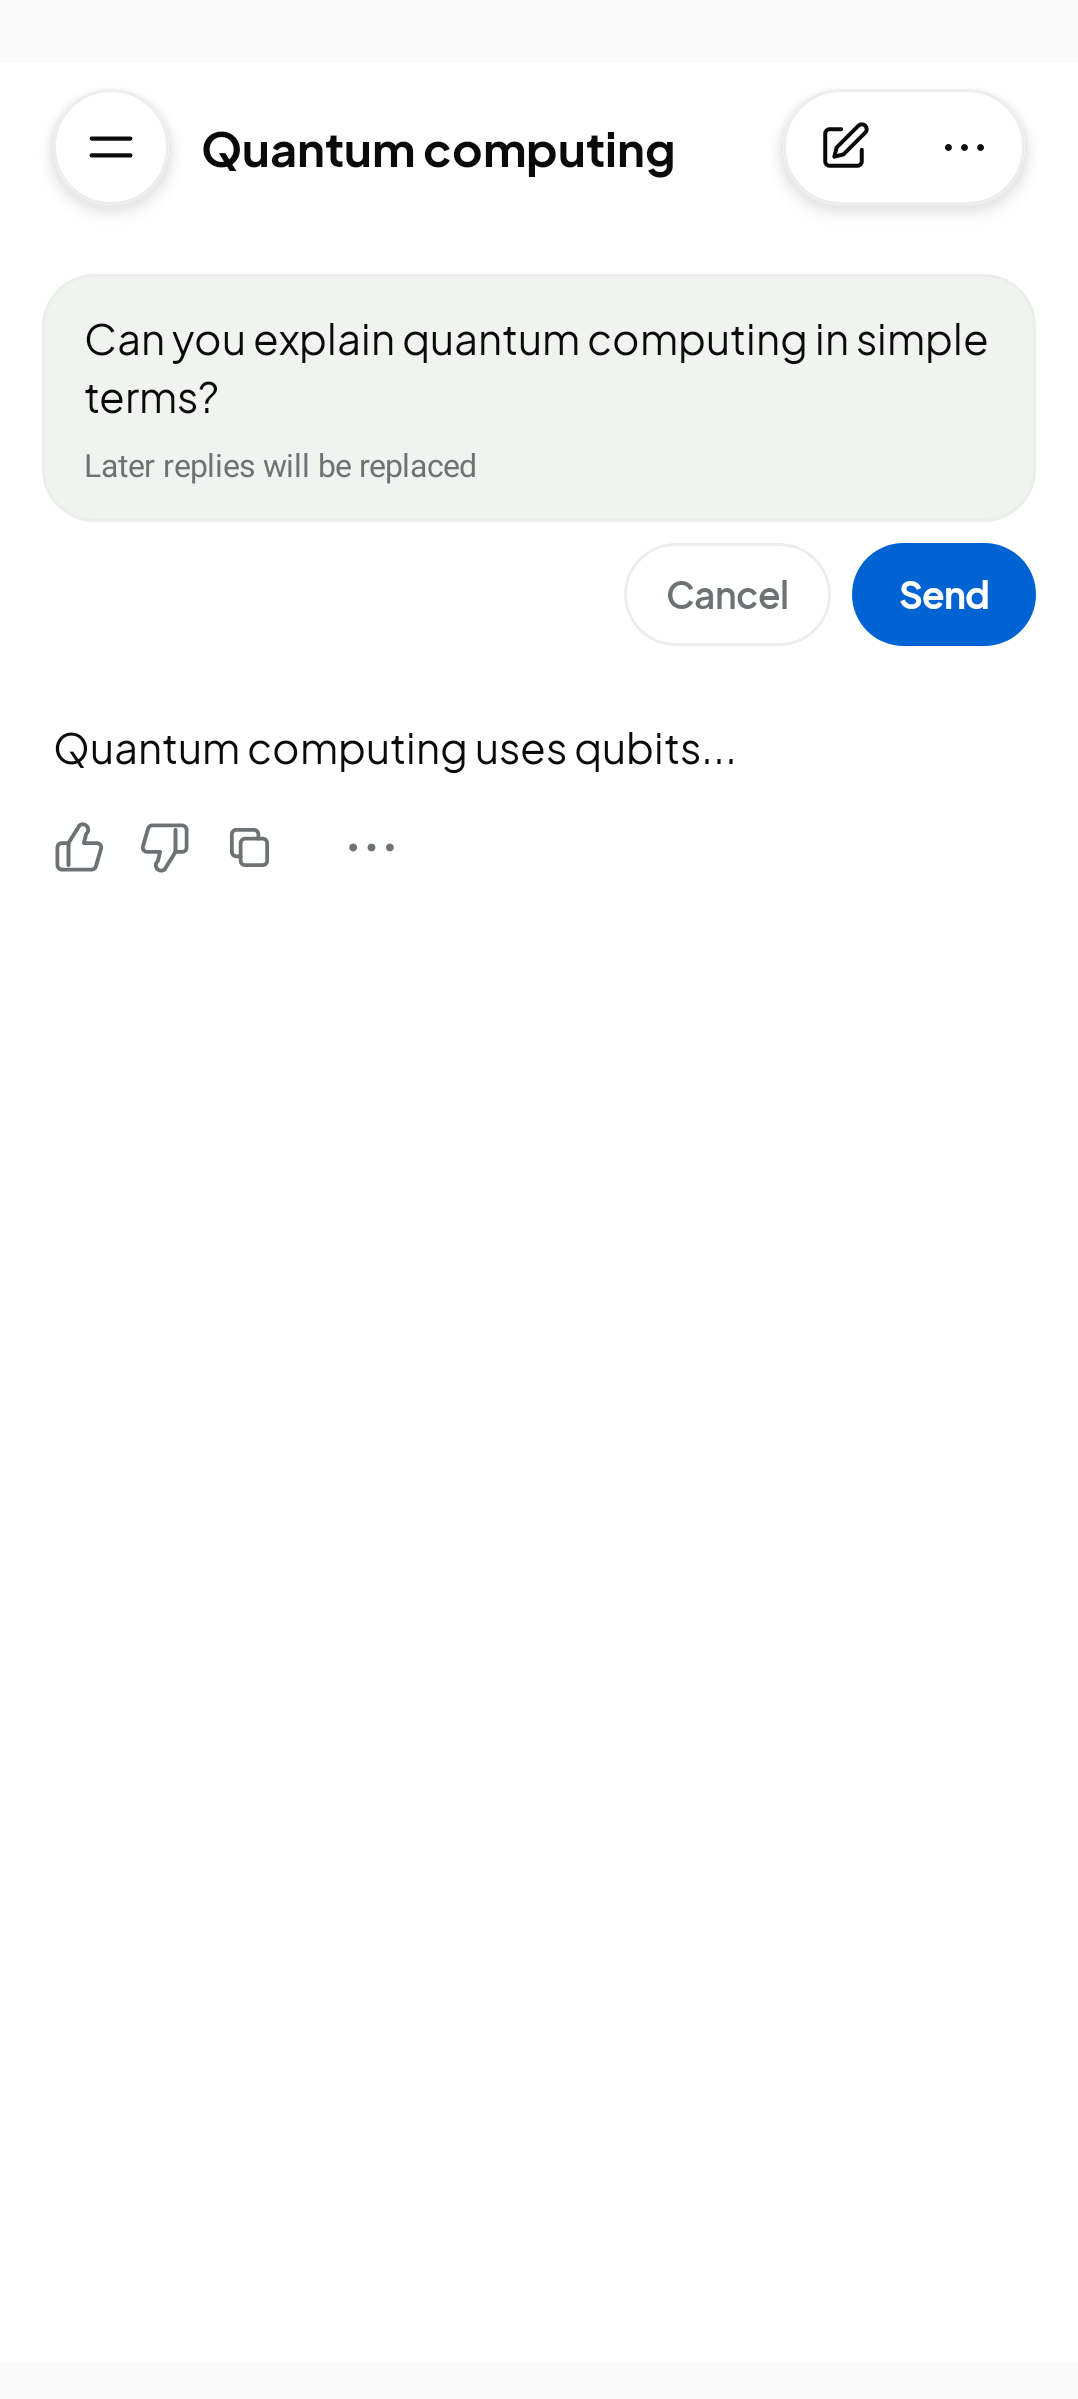 Quantum computing
Can you explain quantum computing in simple
terms?
Later replies will be replaced
Cancel
Send
Quantum computing uses qubits...